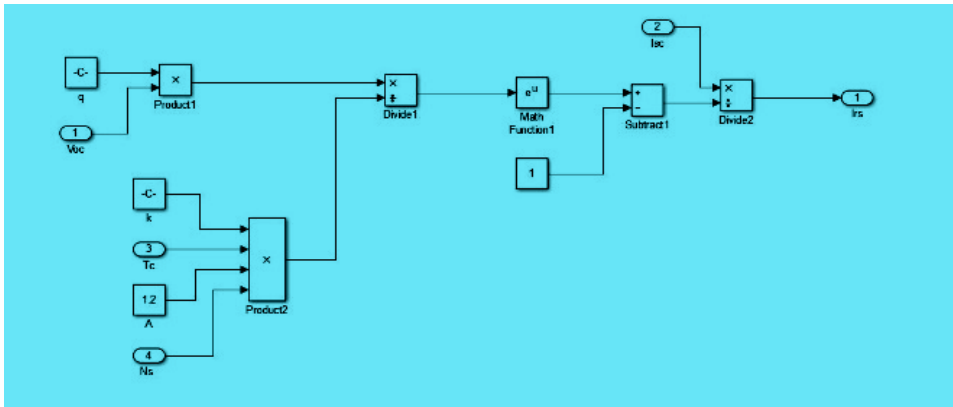 2
Isc
-C-
q
×
Product1
×
÷
Divide1
e^u
Math
Function1
+
−
Subtract1
×
÷
Divide2
1
Irs
1
Voc
1
-C-
k
3
Tc
1.2
A
4
Ns
×
Product2